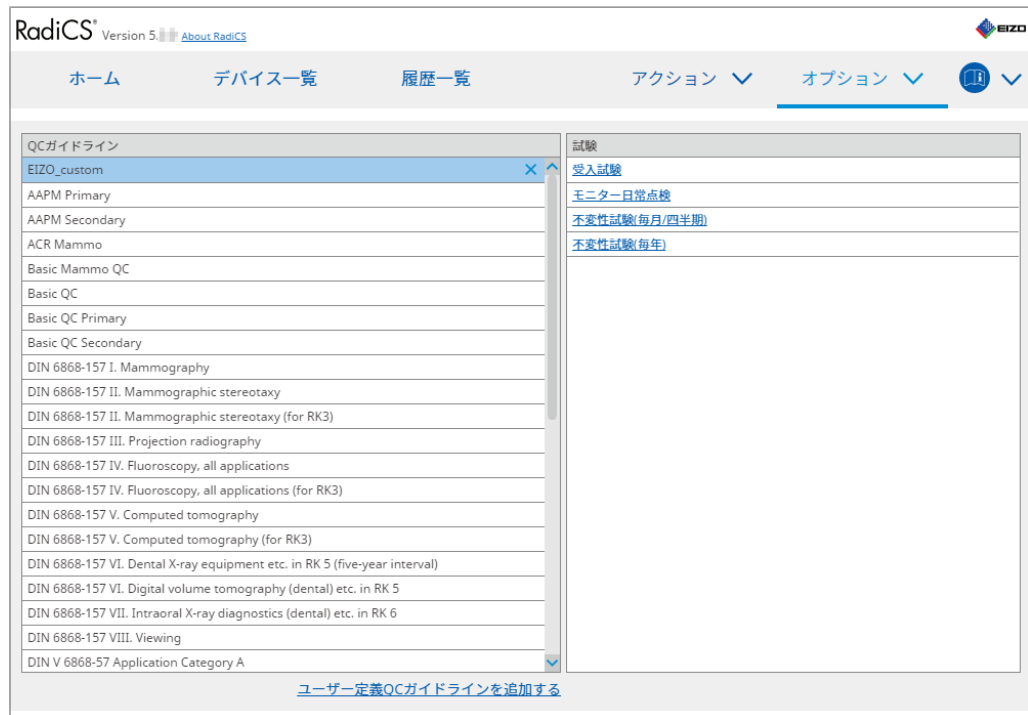 RadiCS® Version 5. About RadiCS
EIZO
ホーム デバイス一覧 履歴一覧 アクション オプション
QCガイドライン
EIZO_custom
AAPM Primary
AAPM Secondary
ACR Mammo
Basic Mammo QC
Basic QC
Basic QC Primary
Basic QC Secondary
DIN 6868-157 I. Mammography
DIN 6868-157 II. Mammographic stereotaxy
DIN 6868-157 II. Mammographic stereotaxy (for RK3)
DIN 6868-157 III. Projection radiography
DIN 6868-157 IV. Fluoroscopy, all applications
DIN 6868-157 IV. Fluoroscopy, all applications (for RK3)
DIN 6868-157 V. Computed tomography
DIN 6868-157 V. Computed tomography (for RK3)
DIN 6868-157 VI. Dental X-ray equipment etc. in RK 5 (five-year interval)
DIN 6868-157 VI. Digital volume tomography (dental) etc. in RK 5
DIN 6868-157 VII. Intraoral X-ray diagnostics (dental) etc. in RK 6
DIN 6868-157 VIII. Viewing
DIN V 6868-57 Application Category A
ユーザー定義QCガイドラインを追加する
試験
受入試験
モニター日常点検
不変性試験(毎月/四半期)
不変性試験(毎年)